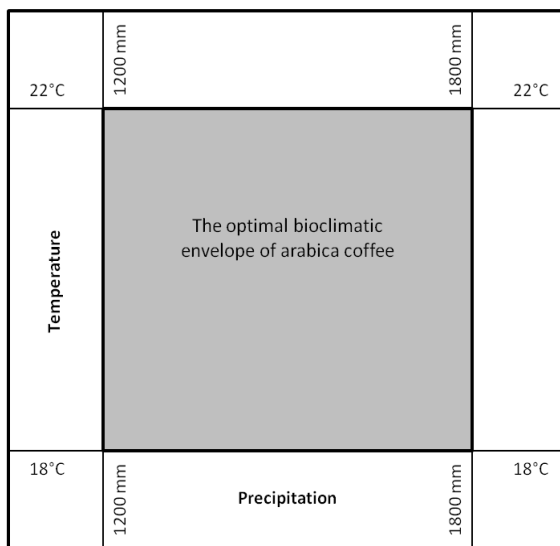 1200 mm
1800 mm
22°C
22°C
The optimal bioclimatic
envelope of arabica coffee
Temperature
18°C
18°C
1200 mm
1800 mm
Precipitation